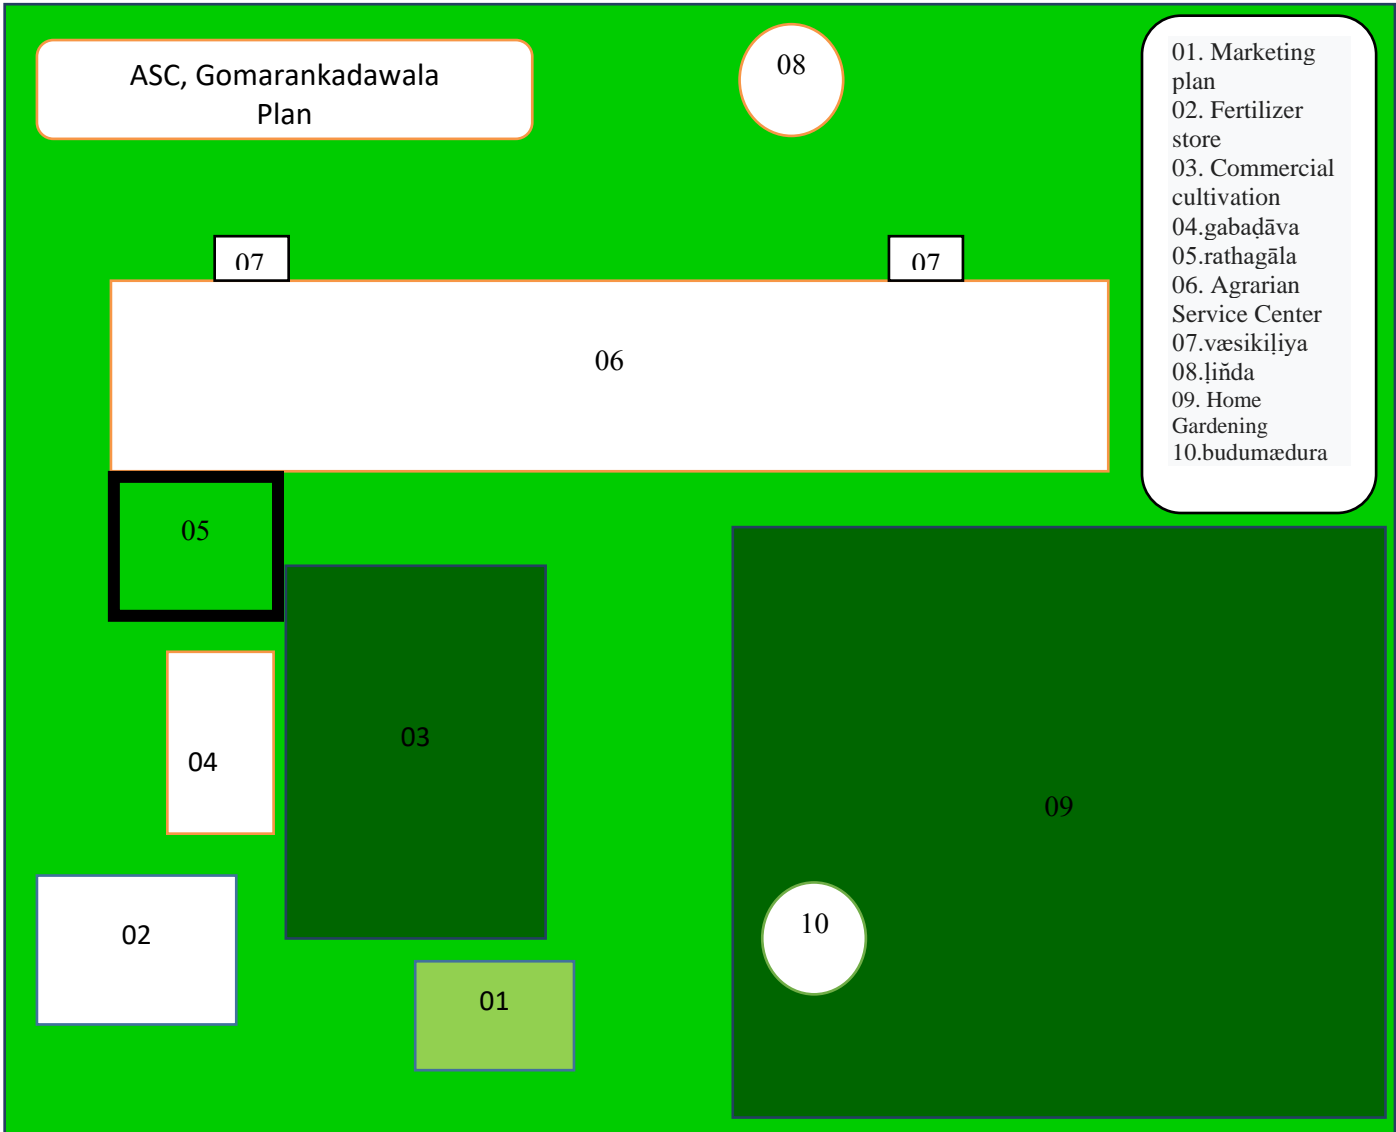 ASC, Gomarankadawala
Plan
08
01. Marketing
plan
02. Fertilizer
store
03. Commercial
cultivation
04.gabaḍāva
05.rathagāla
06. Agrarian
Service Center
07.væsikiḷiya
08.ḷin̆da
09. Home
Gardening
10.budumædura
07
07
06
05
03
04
09
02
10
01